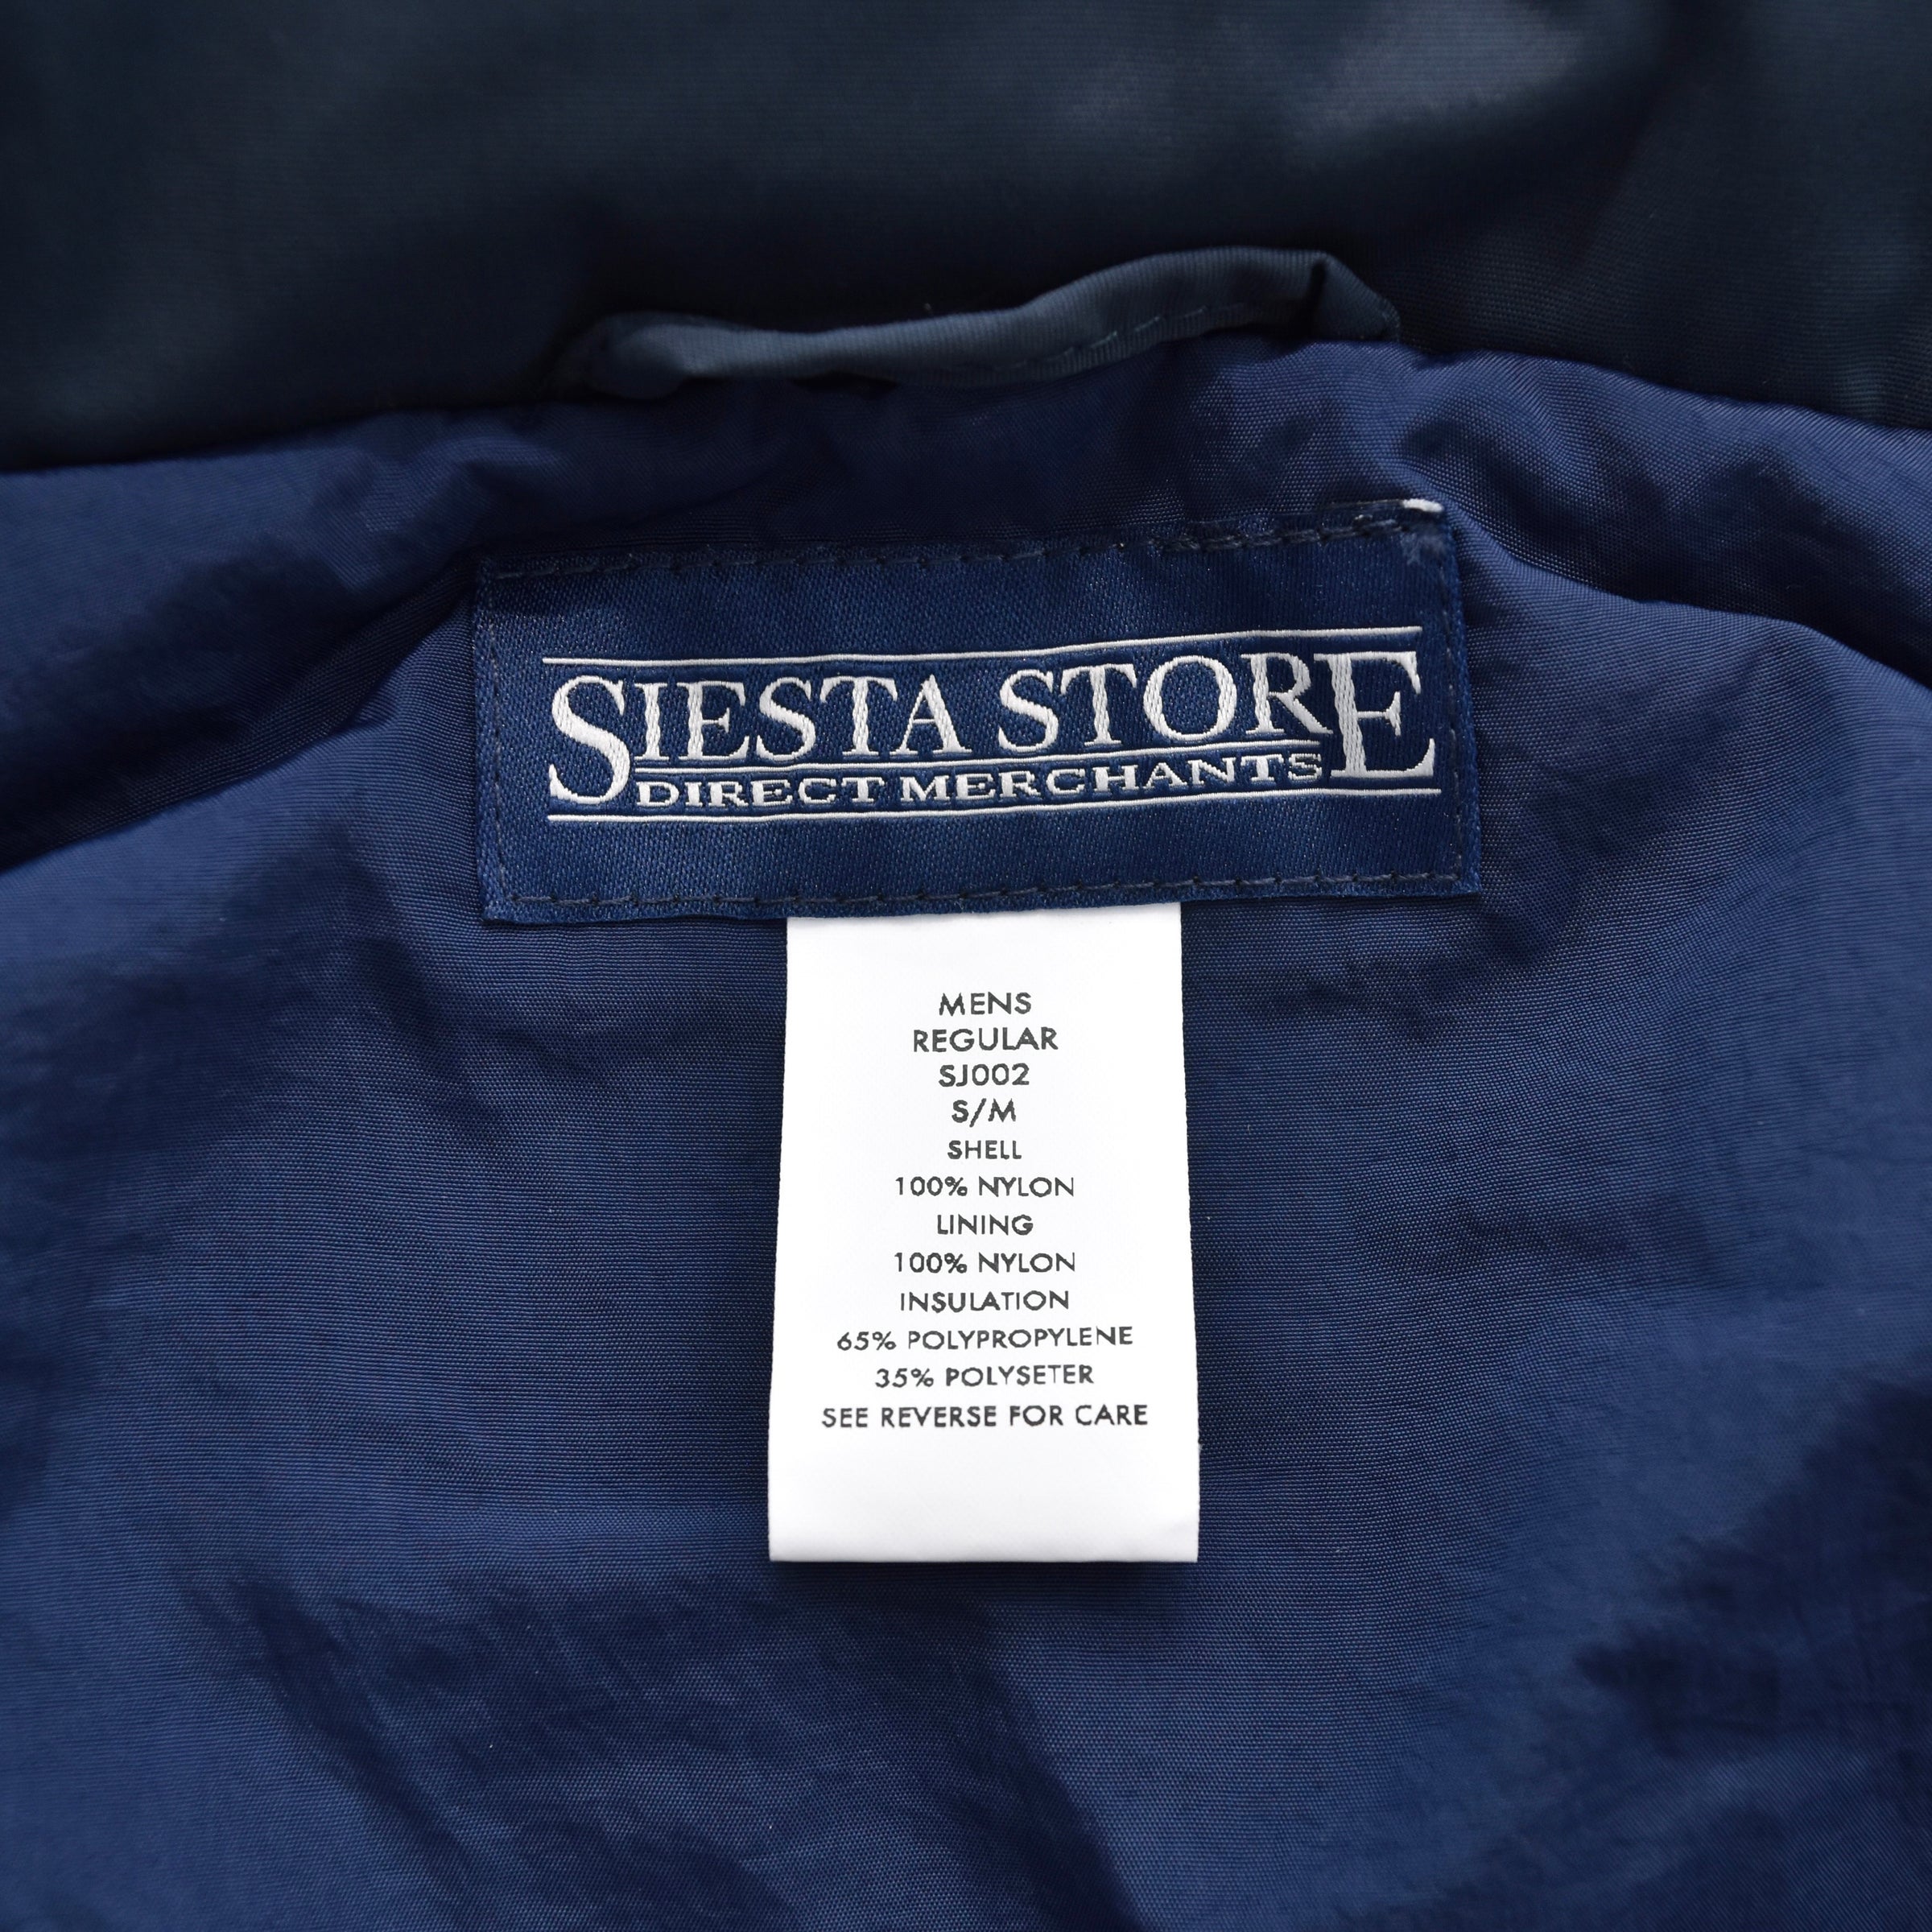 SIESTA STORE
DIRECT MERCHANTS
MENS
REGULAR
SJ002
S/M
SHELL
100% NYLON
LINING
100% NYLON
INSULATION
65% POLYPROPYLENE
35% POLYSETER
SEE REVERSE FOR CARE